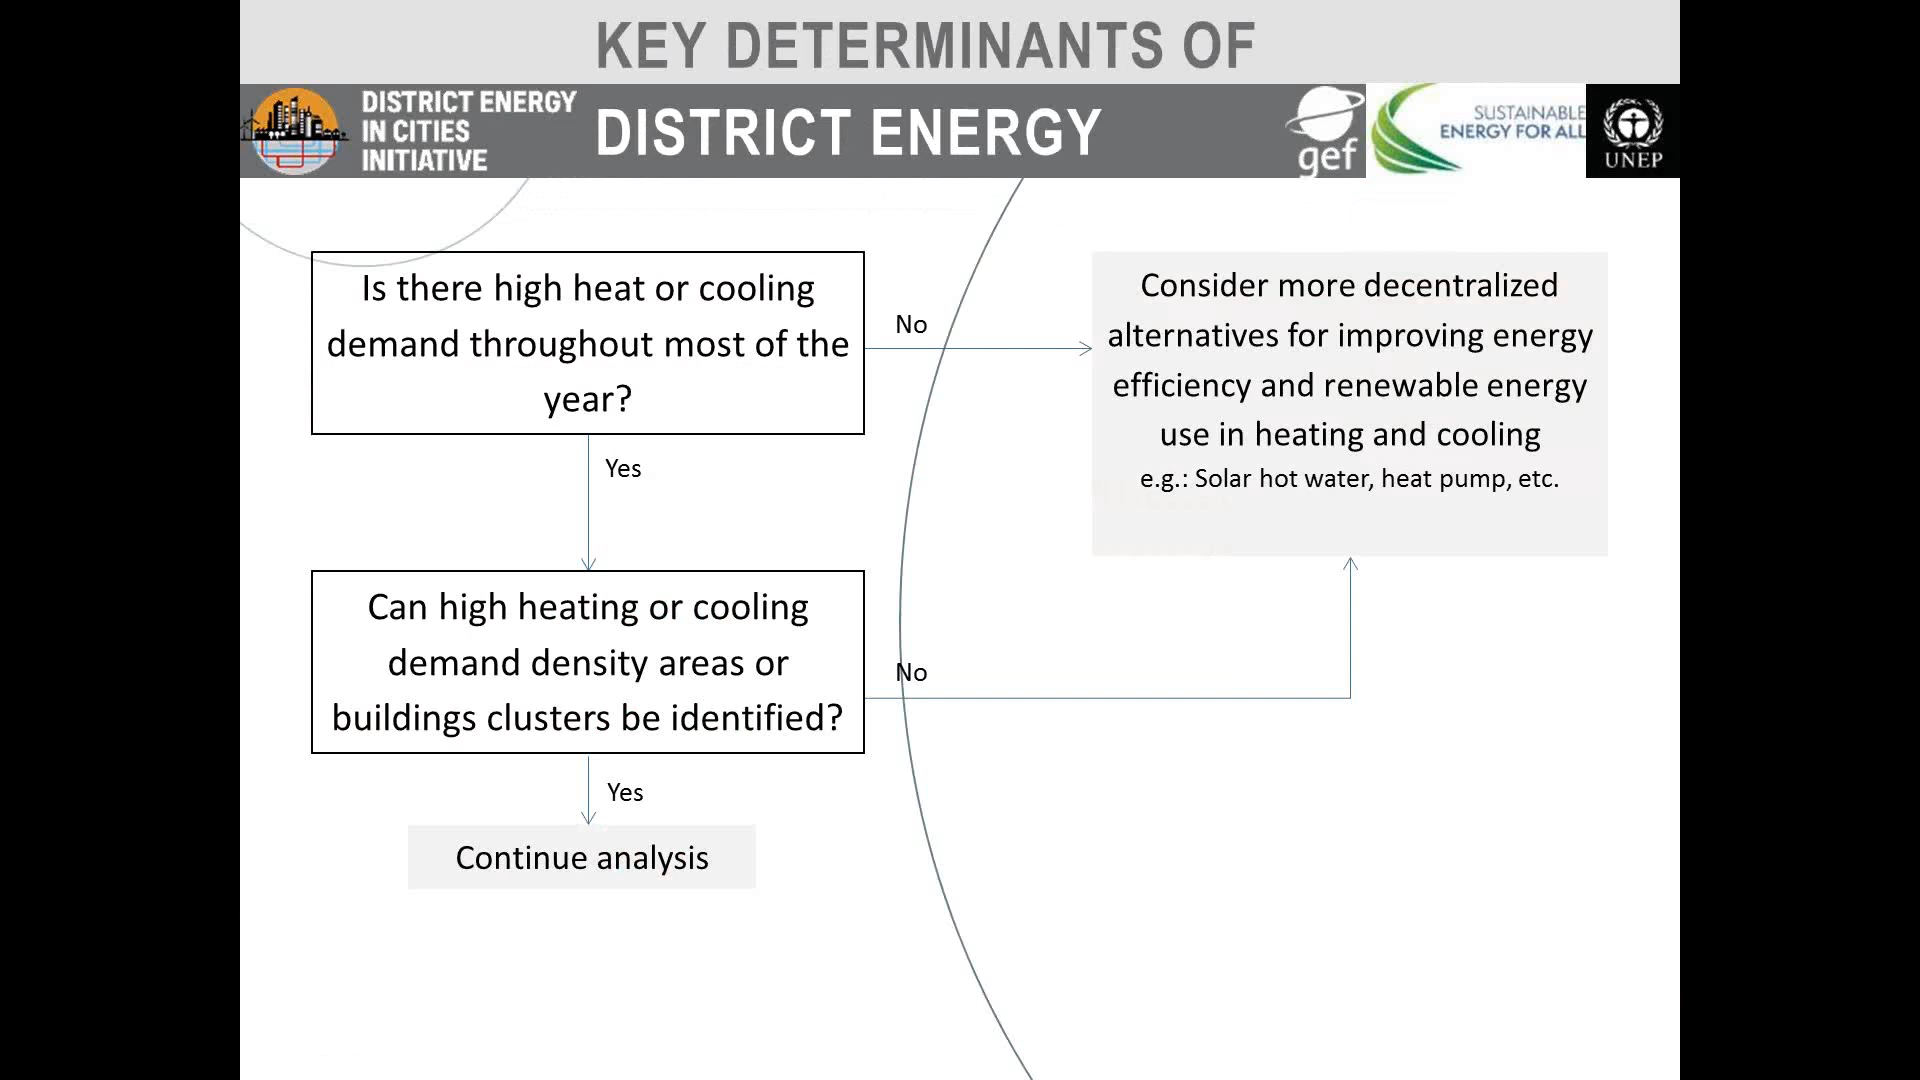 KEY DETERMINANTS OF
DISTRICT ENERGY
DISTRICT ENERGY
IN CITIES
INITIATIVE
gef
SUSTAINABLE
ENERGY FOR ALL
UNEP
Is there high heat or cooling
demand throughout most of the
year?
No
Consider more decentralized
alternatives for improving energy
efficiency and renewable energy
use in heating and cooling
e.g.: Solar hot water, heat pump, etc.
Yes
Can high heating or cooling
demand density areas or
buildings clusters be identified?
No
Yes
Continue analysis